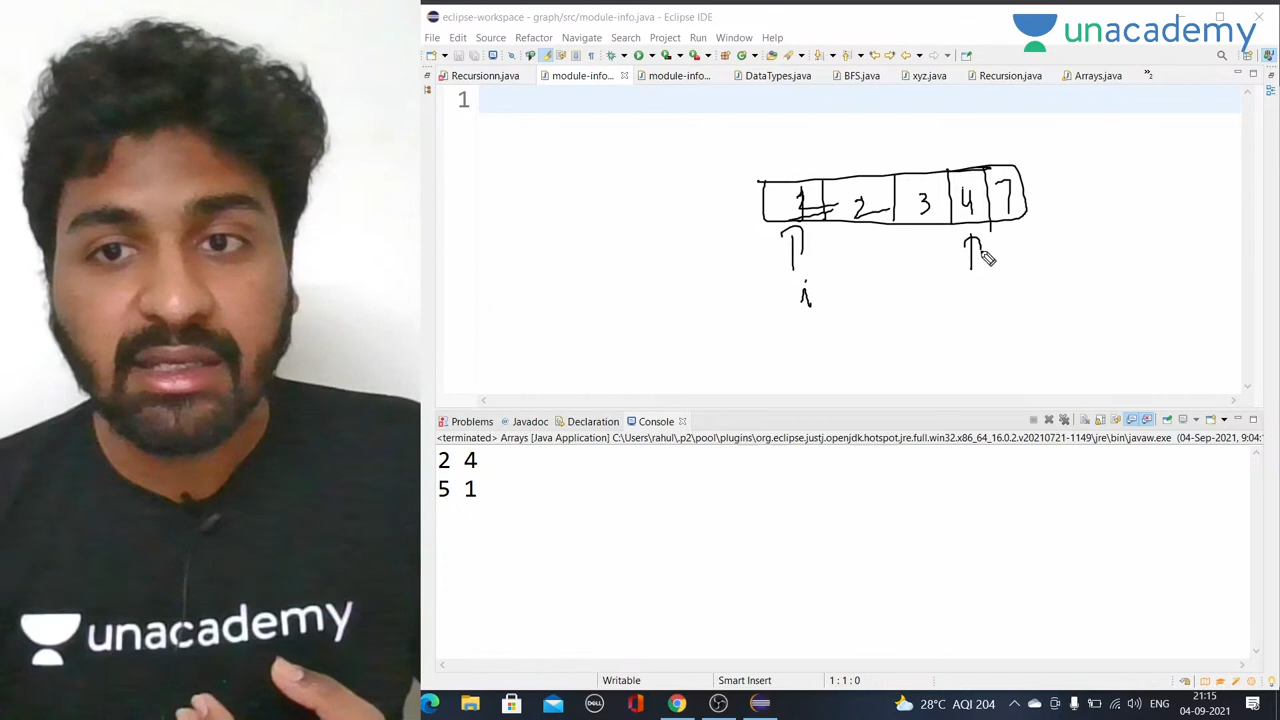 eclipse-workspace - graph/src/module-info.java - Eclipse IDE
unacademy
File Edit Source Refactor Navigate Search Project Run Window Help
Recursionn.java module-info... module-info... DataTypes.java BFS.java xyz.java Recursion.java Arrays.java »2
1
1 2 3 4 7
i
Problems Javadoc Declaration Console
<terminated> Arrays [Java Application] C:\Users\rahul\.p2\pool\plugins\org.eclipse.justj.openjdk.hotspot.jre.full.win32.x86_64_16.0.2.v20210721-1149\jre\bin\javaw.exe (04-Sep-2021, 9:04:
2 4
5 1
unacademy
Writable Smart Insert 1:1:0
DELL
28°C AQI 204 ENG 21:15
04-09-2021